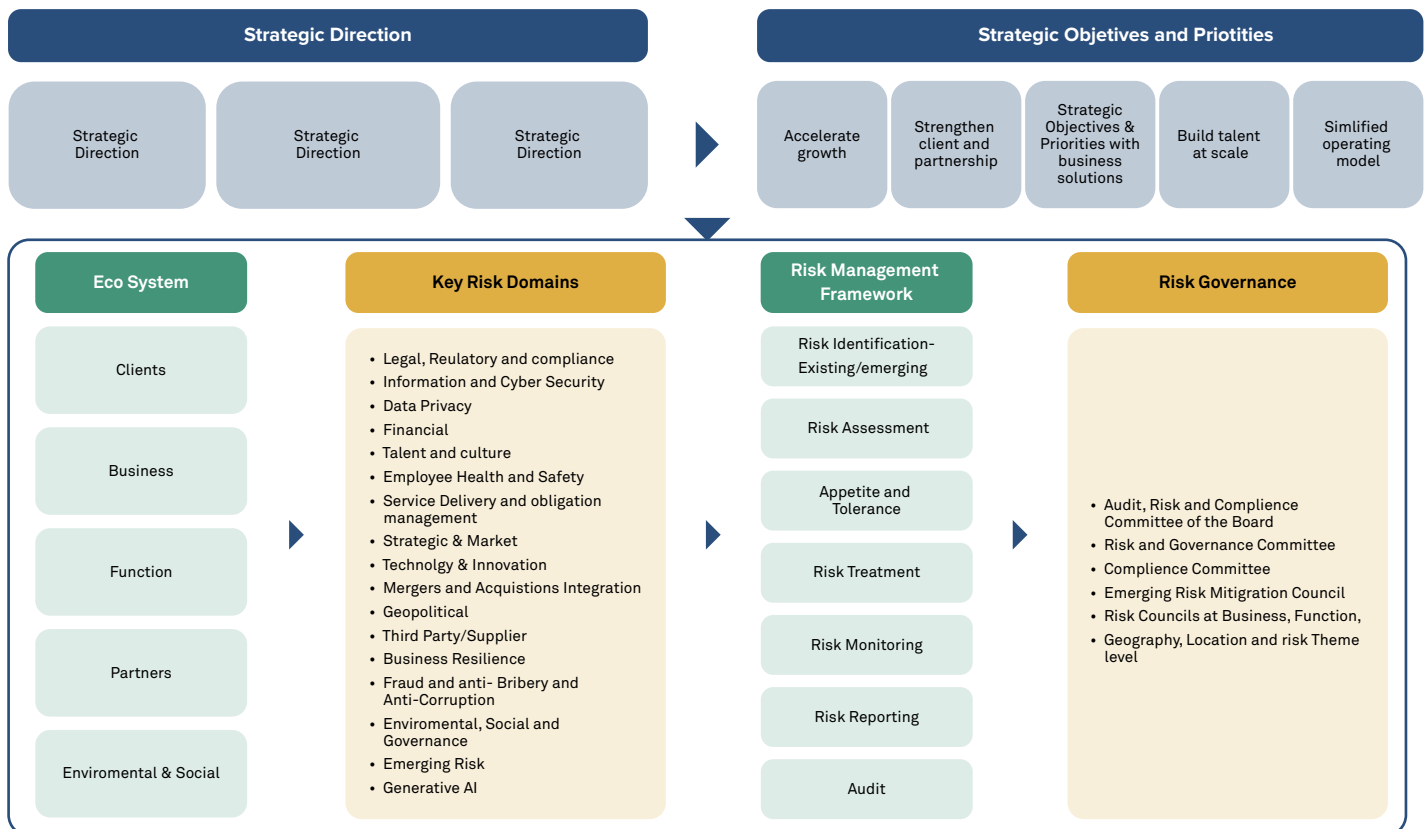 Strategic Direction
Strategic Objetives and Priotities
Strategic
Direction
Strategic
Direction
Strategic
Direction
Accelerate
growth
Strengthen
client and
partnership
Strategic
Objectives &
Priorities with
business
solutions
Build talent
at scale
Simlified
operating
model
Eco System
Clients
Business
Function
Partners
Enviromental & Social
Key Risk Domains
• Legal, Reulatory and compliance
• Information and Cyber Security
• Data Privacy
• Financial
• Talent and culture
• Employee Health and Safety
• Service Delivery and obligation
management
• Strategic & Market
• Technolgy & Innovation
• Mergers and Acquistions Integration
• Geopolitical
• Third Party/Supplier
• Business Resilience
• Fraud and anti- Bribery and
Anti-Corruption
• Enviromental, Social and
Governance
• Emerging Risk
• Generative AI
Risk Management
Framework
Risk Identification-
Existing/emerging
Risk Assessment
Appetite and
Tolerance
Risk Treatment
Risk Monitoring
Risk Reporting
Audit
Risk Governance
• Audit, Risk and Complience
Committee of the Board
• Risk and Governance Committee
• Complience Committee
• Emerging Risk Mitigration Council
• Risk Councils at Business, Function,
• Geography, Location and risk Theme
level